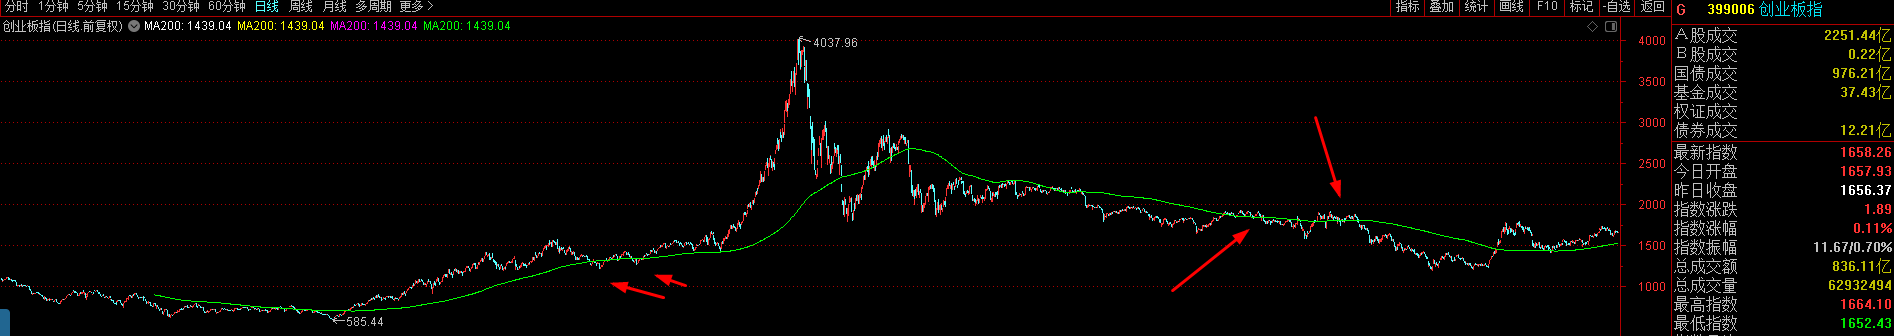 分时 1分钟 5分钟 15分钟 30分钟 60分钟 日线 周线 月线 多周期 更多 >
指标 叠加 统计 画线 F10 标记 -自选 返回
创业板指(日线.前复权) MA200: 1439.04 MA200: 1439.04 MA200: 1439.04 MA200: 1439.04
4037.96
585.44
4000
3500
3000
2500
2000
1500
1000
G 399006 创业板指
A股成交 2251.44亿
B股成交 0.22亿
国债成交 976.21亿
基金成交 37.43亿
权证成交
债券成交 12.21亿
最新指数 1658.26
今日开盘 1657.93
昨日收盘 1656.37
指数涨跌 1.89
指数涨幅 0.11%
指数振幅 11.67/0.70%
总成交额 836.11亿
总成交量 62932494
最高指数 1664.10
最低指数 1652.43